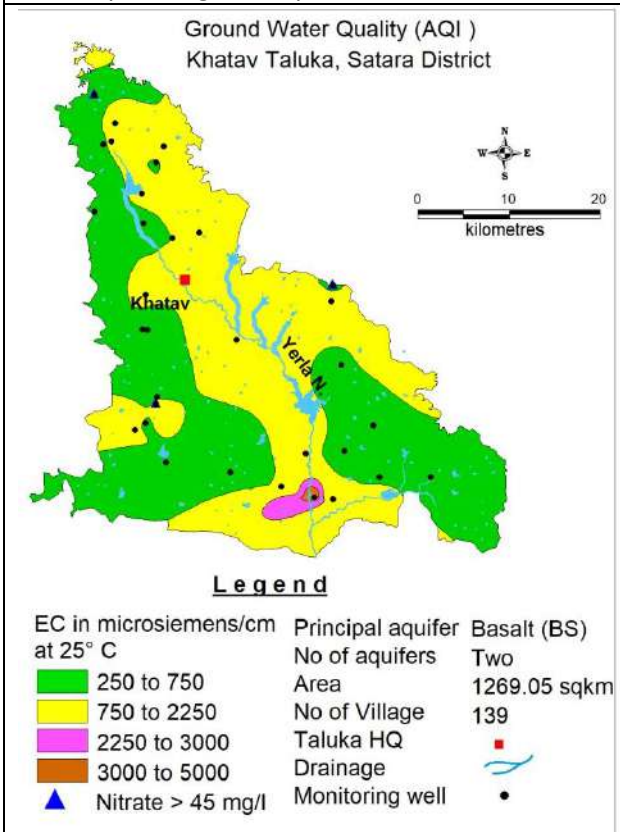 Ground Water Quality (AQI )
Khatav Taluka, Satara District
N
W E
S
0 10 20
kilometres
Khatav
Yerla N.
Legend
EC in microsiemens/cm
at 25° C
250 to 750
750 to 2250
2250 to 3000
3000 to 5000
Nitrate > 45 mg/l
Principal aquifer Basalt (BS)
No of aquifers Two
Area 1269.05 sqkm
No of Village 139
Taluka HQ
Drainage
Monitoring well